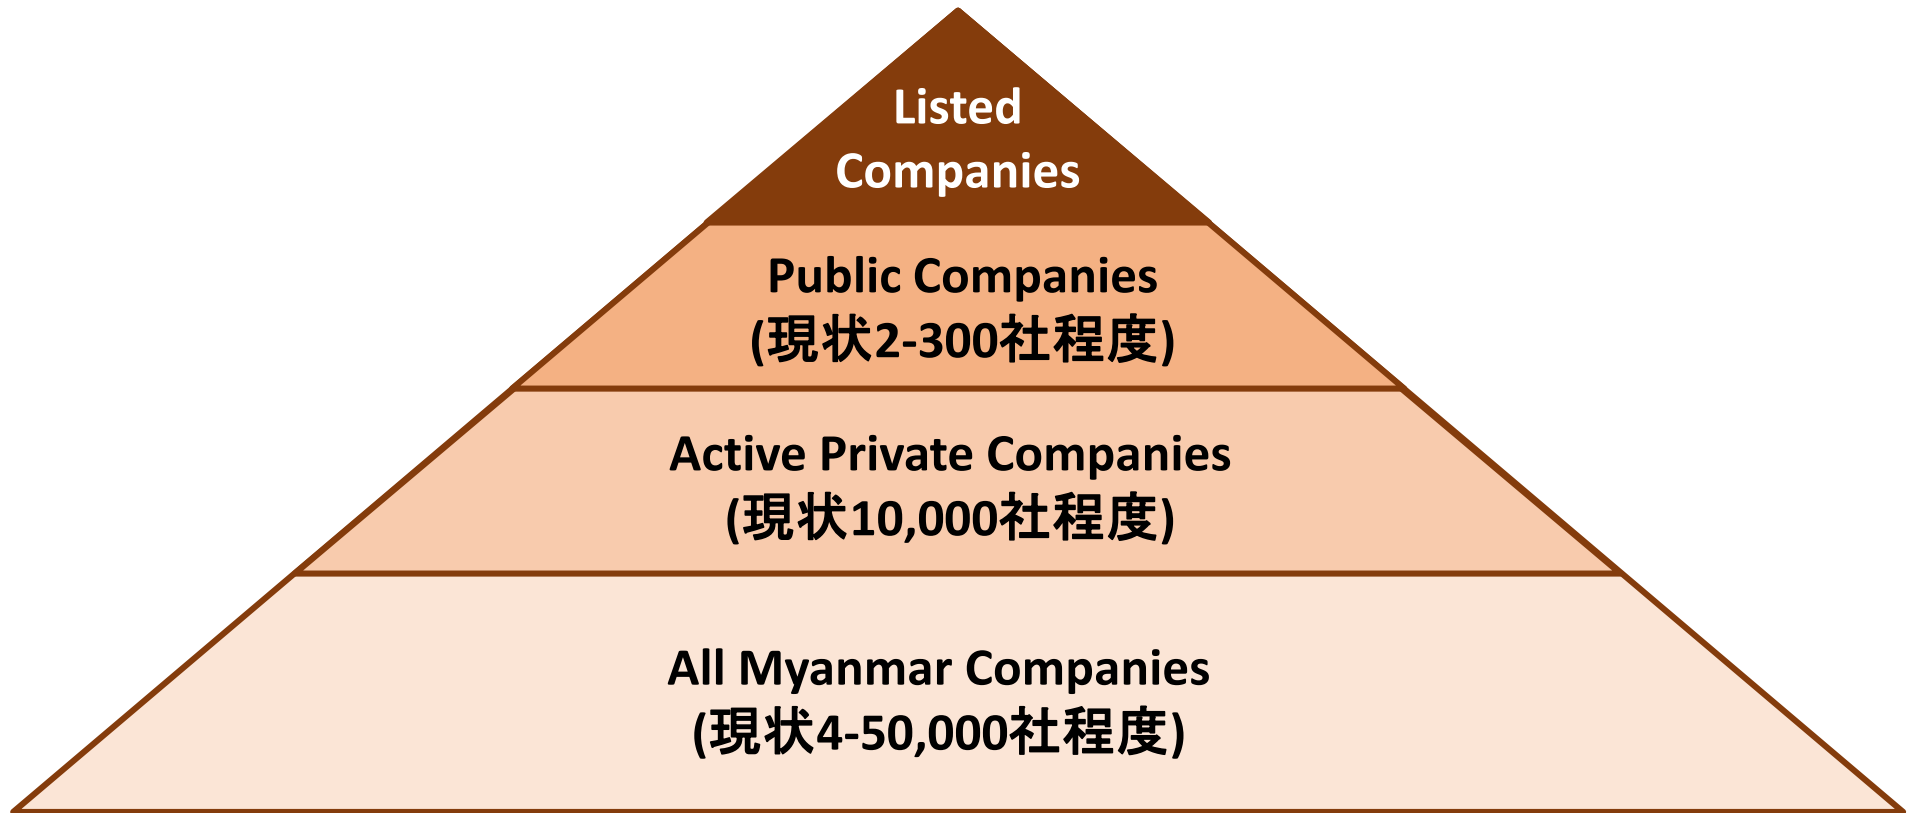 Listed
Companies
Public Companies
(現状2-300社程度)
Active Private Companies
(現状10,000社程度)
All Myanmar Companies
(現状4-50,000社程度)